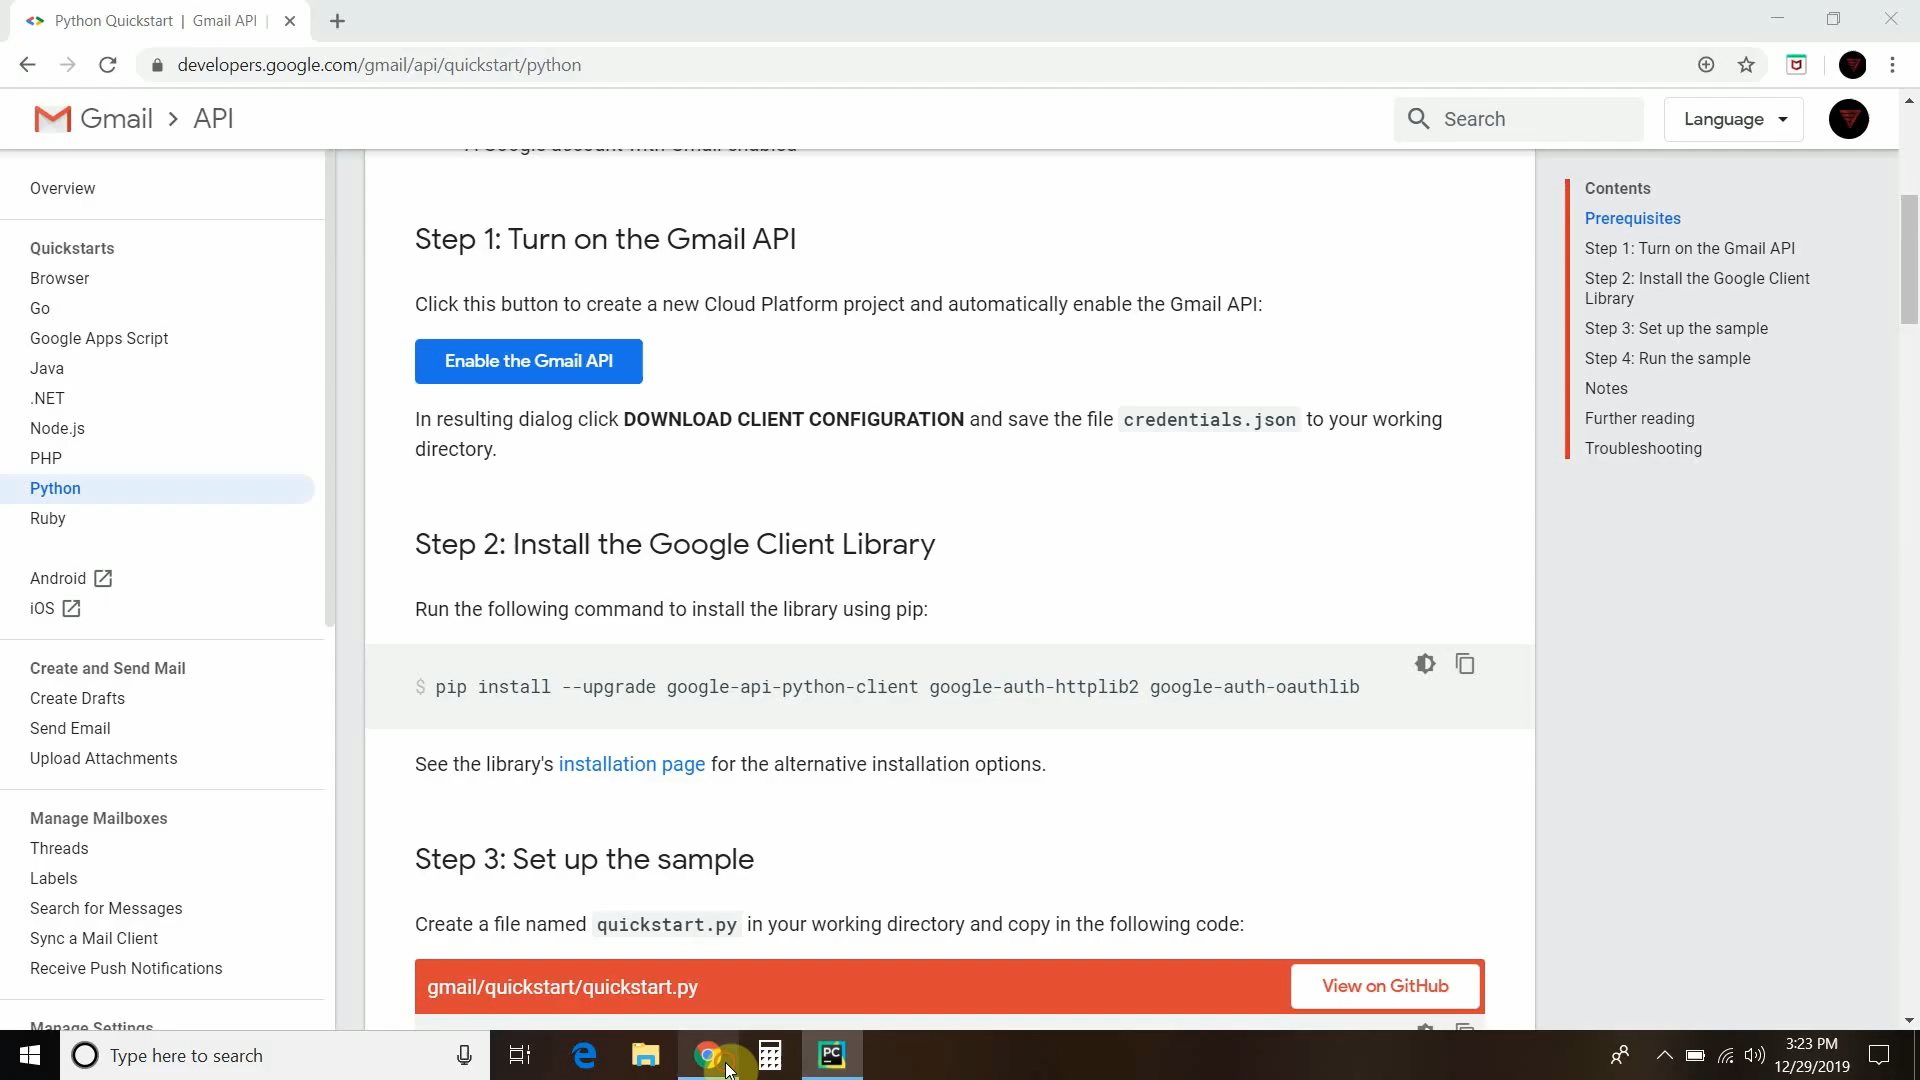 Python Quickstart | Gmail API |
developers.google.com/gmail/api/quickstart/python
Gmail > API
Search
Language
A Google account with Gmail enabled
Overview
Quickstarts
Browser
Go
Google Apps Script
Java
.NET
Node.js
PHP
Python
Ruby
Android
iOS
Create and Send Mail
Create Drafts
Send Email
Upload Attachments
Manage Mailboxes
Threads
Labels
Search for Messages
Sync a Mail Client
Receive Push Notifications
Manage Settings
Step 1: Turn on the Gmail API
Click this button to create a new Cloud Platform project and automatically enable the Gmail API:
Enable the Gmail API
In resulting dialog click DOWNLOAD CLIENT CONFIGURATION and save the file credentials.json to your working
directory.
Step 2: Install the Google Client Library
Run the following command to install the library using pip:
$ pip install --upgrade google-api-python-client google-auth-httplib2 google-auth-oauthlib
See the library's installation page for the alternative installation options.
Step 3: Set up the sample
Create a file named quickstart.py in your working directory and copy in the following code:
gmail/quickstart/quickstart.py
View on GitHub
Contents
Prerequisites
Step 1: Turn on the Gmail API
Step 2: Install the Google Client
Library
Step 3: Set up the sample
Step 4: Run the sample
Notes
Further reading
Troubleshooting
Type here to search
PC
3:23 PM
12/29/2019